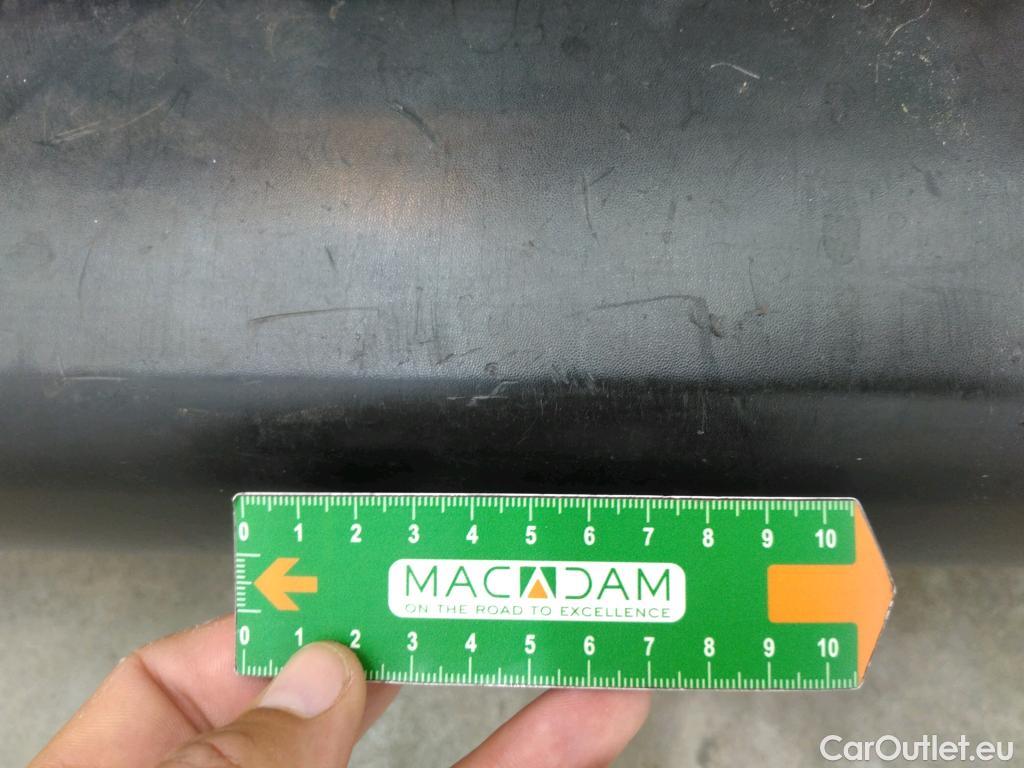 0 1 2 3 4 5 6 7 8 9 10
MACADAM
ON THE ROAD TO EXCELLENCE
0 1 2 3 4 5 6 7 8 9 10
CarOutlet.eu